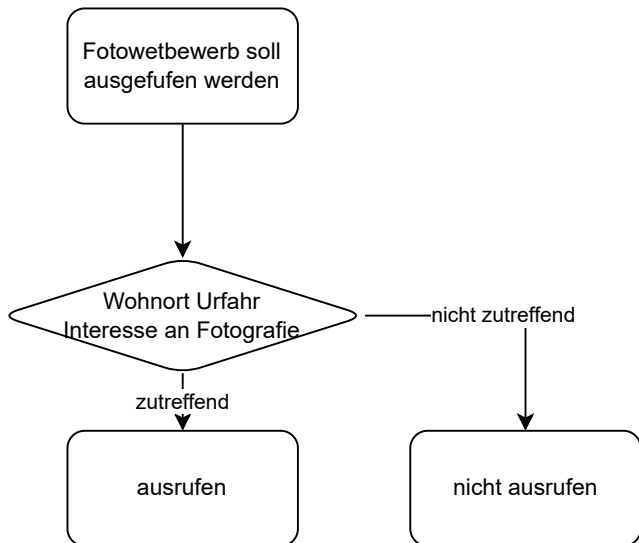 Fotowetbewerb soll
ausgefufen werden
Wohnort Urfahr
Interesse an Fotografie
nicht zutreffend
zutreffend
ausrufen
nicht ausrufen